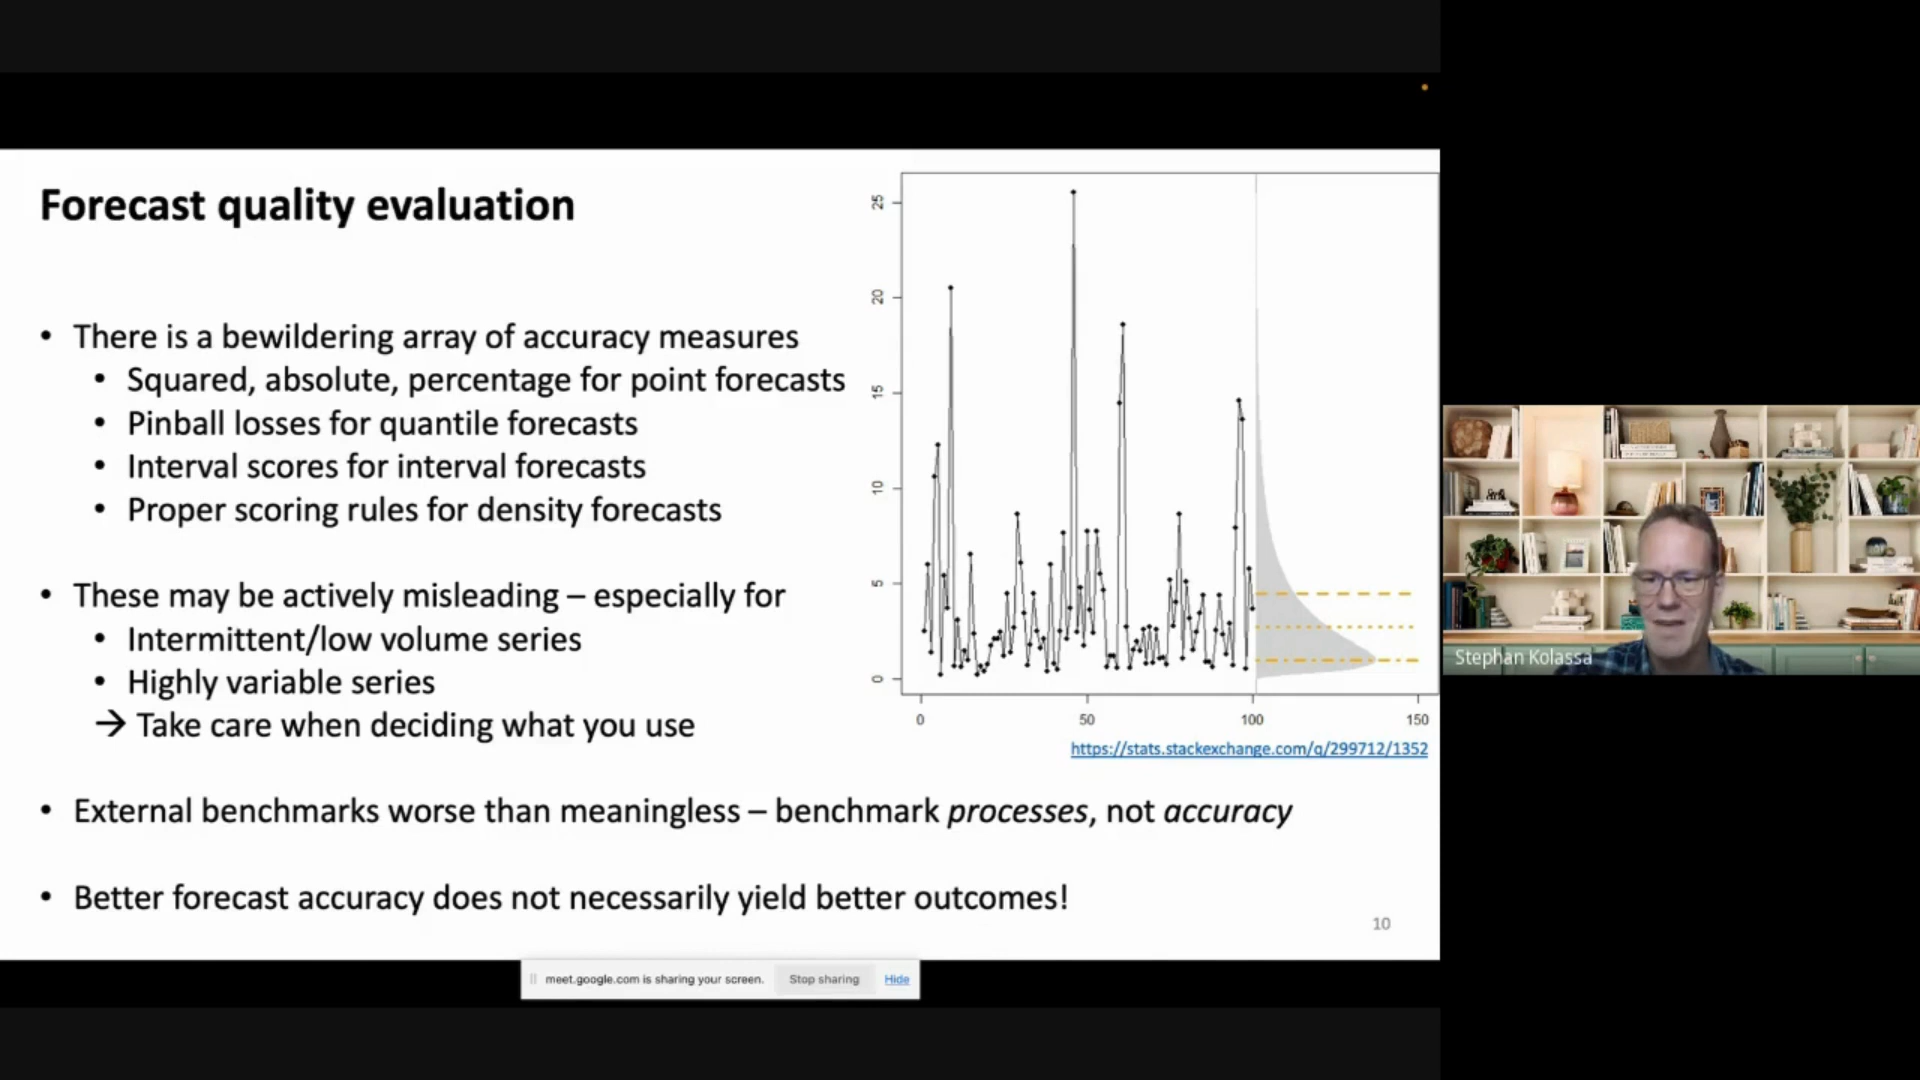 Forecast quality evaluation
• There is a bewildering array of accuracy measures
• Squared, absolute, percentage for point forecasts
• Pinball losses for quantile forecasts
• Interval scores for interval forecasts
• Proper scoring rules for density forecasts
• These may be actively misleading – especially for
• Intermittent/low volume series
• Highly variable series
→ Take care when deciding what you use
• External benchmarks worse than meaningless – benchmark processes, not accuracy
• Better forecast accuracy does not necessarily yield better outcomes!
25
20
15
10
5
0
0 50 100 150
https://stats.stackexchange.com/q/299712/1352
10
Stephan Kolassa
meet.google.com is sharing your screen. Stop sharing Hide